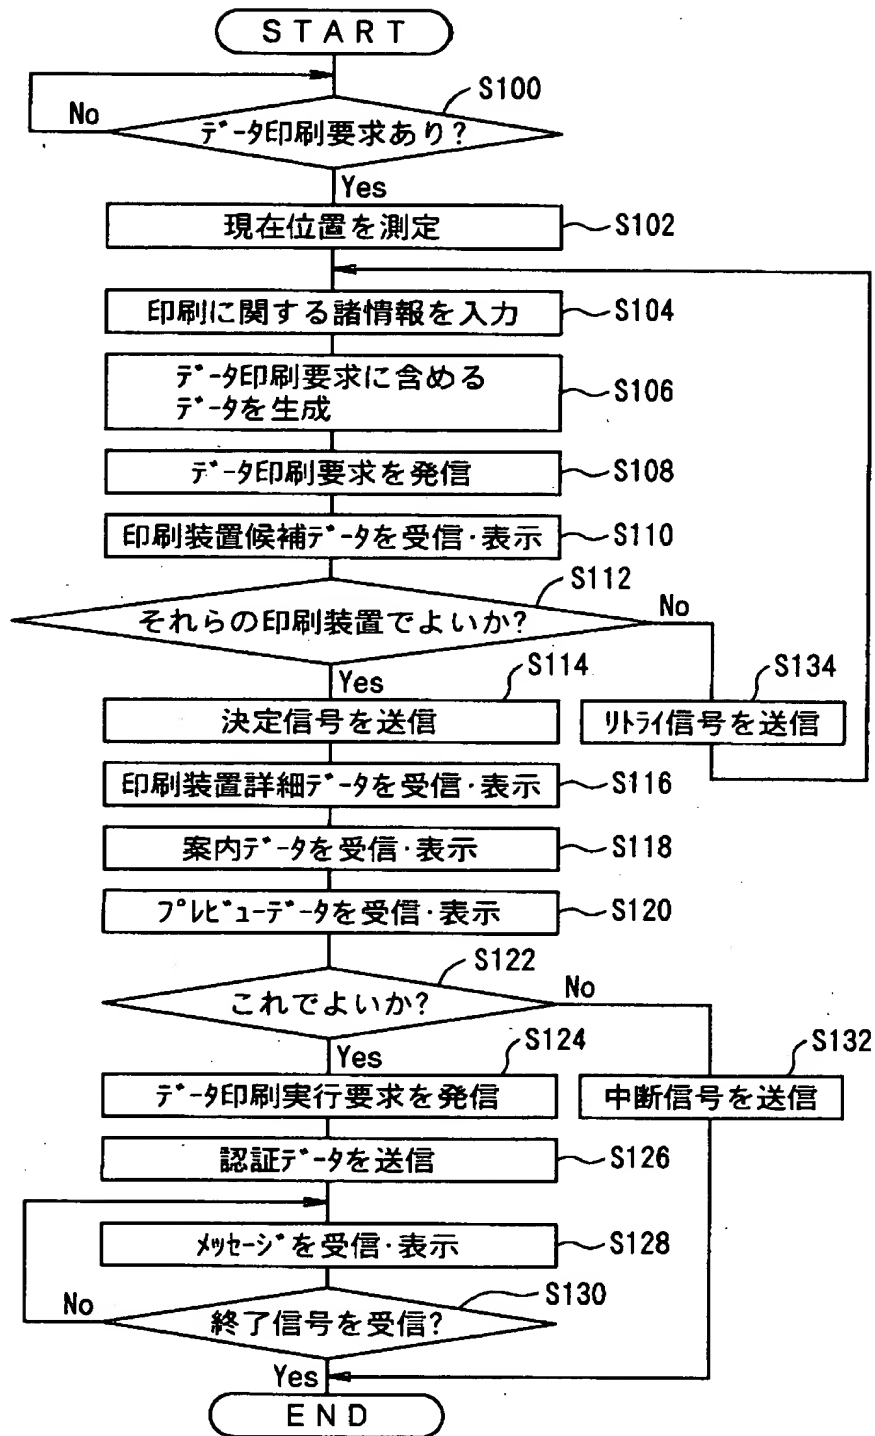 START
S100
No
データ印刷要求あり?
Yes
現在位置を測定
S102
印刷に関する諸情報を入力
S104
データ印刷要求に含める
データを生成
S106
データ印刷要求を発信
S108
印刷装置候補データを受信·表示
S110
S112
それらの印刷装置でよいか?
No
Yes
S114
S134
決定信号を送信
リトライ信号を送信
印刷装置詳細データを受信·表示
S116
案内データを受信·表示
S118
プレビューデータを受信·表示
S120
S122
これでよいか?
No
Yes
S124
S132
データ印刷実行要求を発信
中断信号を送信
認証データを送信
S126
メッセージを受信·表示
S128
S130
No
終了信号を受信?
Yes
END